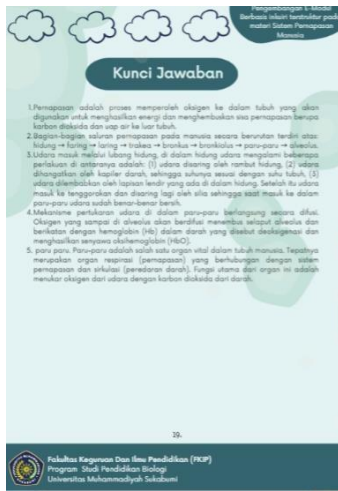 Pengembangan E-Modul
Berbasis inkuiri terstruktur pada
materi Sistem Pernapasan
Manusia
Kunci Jawaban
1.Pernapasan adalah proses memperoleh oksigen ke dalam tubuh yang akan
digunakan untuk menghasilkan energi dan menghembuskan sisa pernapasan berupa
karbon dioksida dan uap air ke luar tubuh.
2.Bagian-bagian saluran pernapasan pada manusia secara berurutan terdiri atas:
hidung → faring → laring → trakea → bronkus → bronkiolus → paru-paru → alveolus.
3.Udara masuk melalui lubang hidung, di dalam hidung udara mengalami beberapa
perlakuan di antaranya adalah: (1) udara disaring oleh rambut hidung, (2) udara
dihangatkan oleh kapiler darah, sehingga suhunya sesuai dengan suhu tubuh, (3)
udara dilembabkan oleh lapisan lendir yang ada di dalam hidung. Setelah itu udara
masuk ke tenggorokan dan disaring lagi oleh silia sehingga saat masuk ke dalam
paru-paru udara sudah benar-benar bersih.
4.Mekanisme pertukaran udara di dalam paru-paru berlangsung secara difusi.
Oksigen yang sampai di alveolus akan berdifusi menembus selaput alveolus dan
berikatan dengan hemoglobin (Hb) dalam darah yang disebut deoksigenasi dan
menghasilkan senyawa oksihemoglobin (HbO).
5. paru paru. Paru-paru adalah salah satu organ vital dalam tubuh manusia. Tepatnya
merupakan organ respirasi (pernapasan) yang berhubungan dengan sistem
pernapasan dan sirkulasi (peredaran darah). Fungsi utama dari organ ini adalah
menukar oksigen dari udara dengan karbon dioksida dari darah.
39.
Fakultas Keguruan Dan Ilmu Pendidikan (FKIP)
Program Studi Pendidikan Biologi
Universitas Muhammadiyah Sukabumi